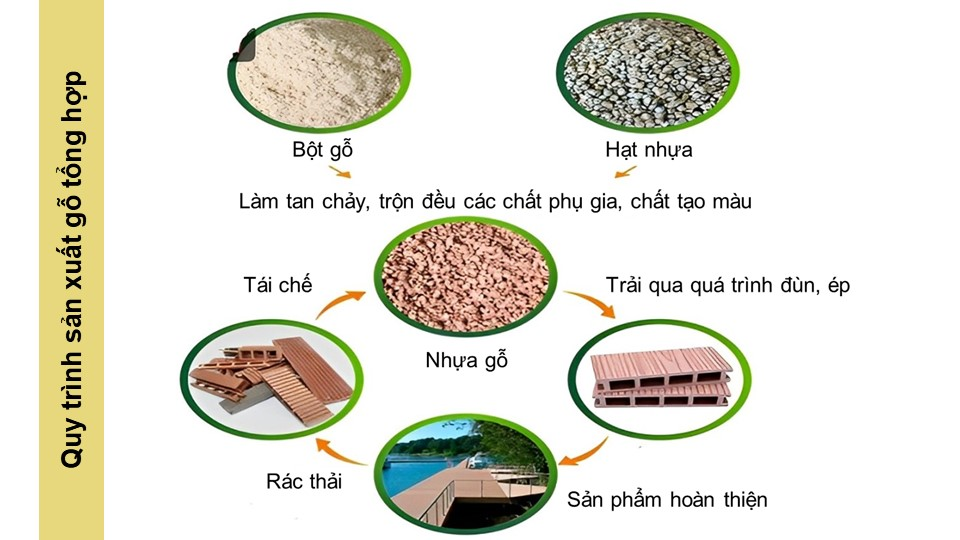 Quy trình sản xuất gỗ tổng hợp
Bột gỗ
Hạt nhựa
Làm tan chảy, trộn đều các chất phụ gia, chất tạo màu
Tái chế
Trải qua quá trình đùn, ép
Nhựa gỗ
Rác thải
Sản phẩm hoàn thiện